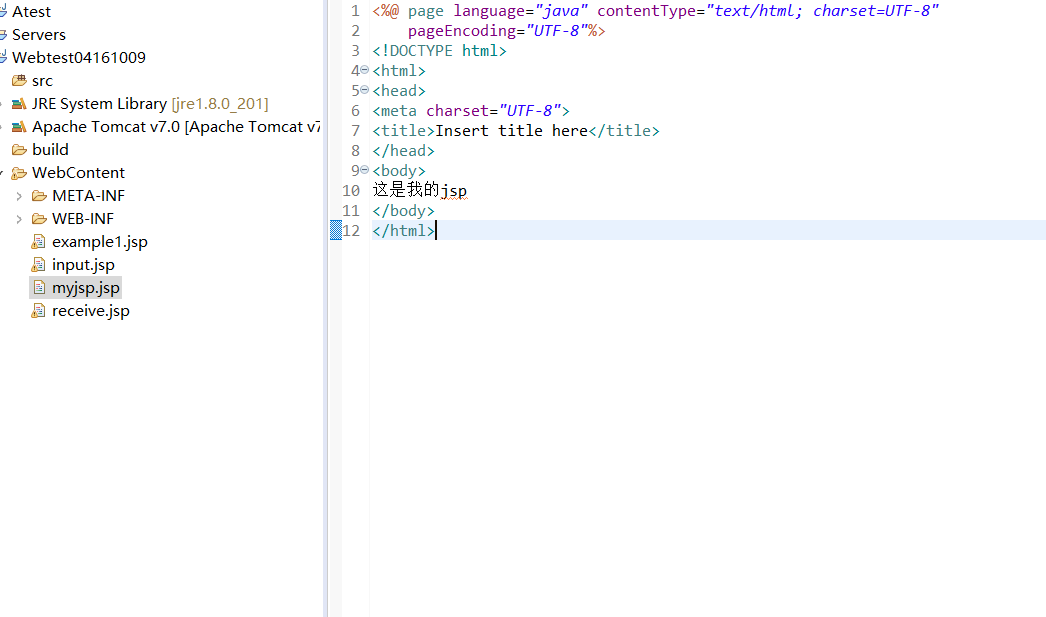 Atest
Servers
Webtest04161009
src
JRE System Library [jre1.8.0_201]
Apache Tomcat v7.0 [Apache Tomcat v7
build
WebContent
META-INF
WEB-INF
example1.jsp
input.jsp
myjsp.jsp
receive.jsp
1 <%@ page language="java" contentType="text/html; charset=UTF-8"
2     pageEncoding="UTF-8"%>
3 <!DOCTYPE html>
4 <html>
5 <head>
6 <meta charset="UTF-8">
7 <title>Insert title here</title>
8 </head>
9 <body>
10 这是我的jsp
11 </body>
12 </html>